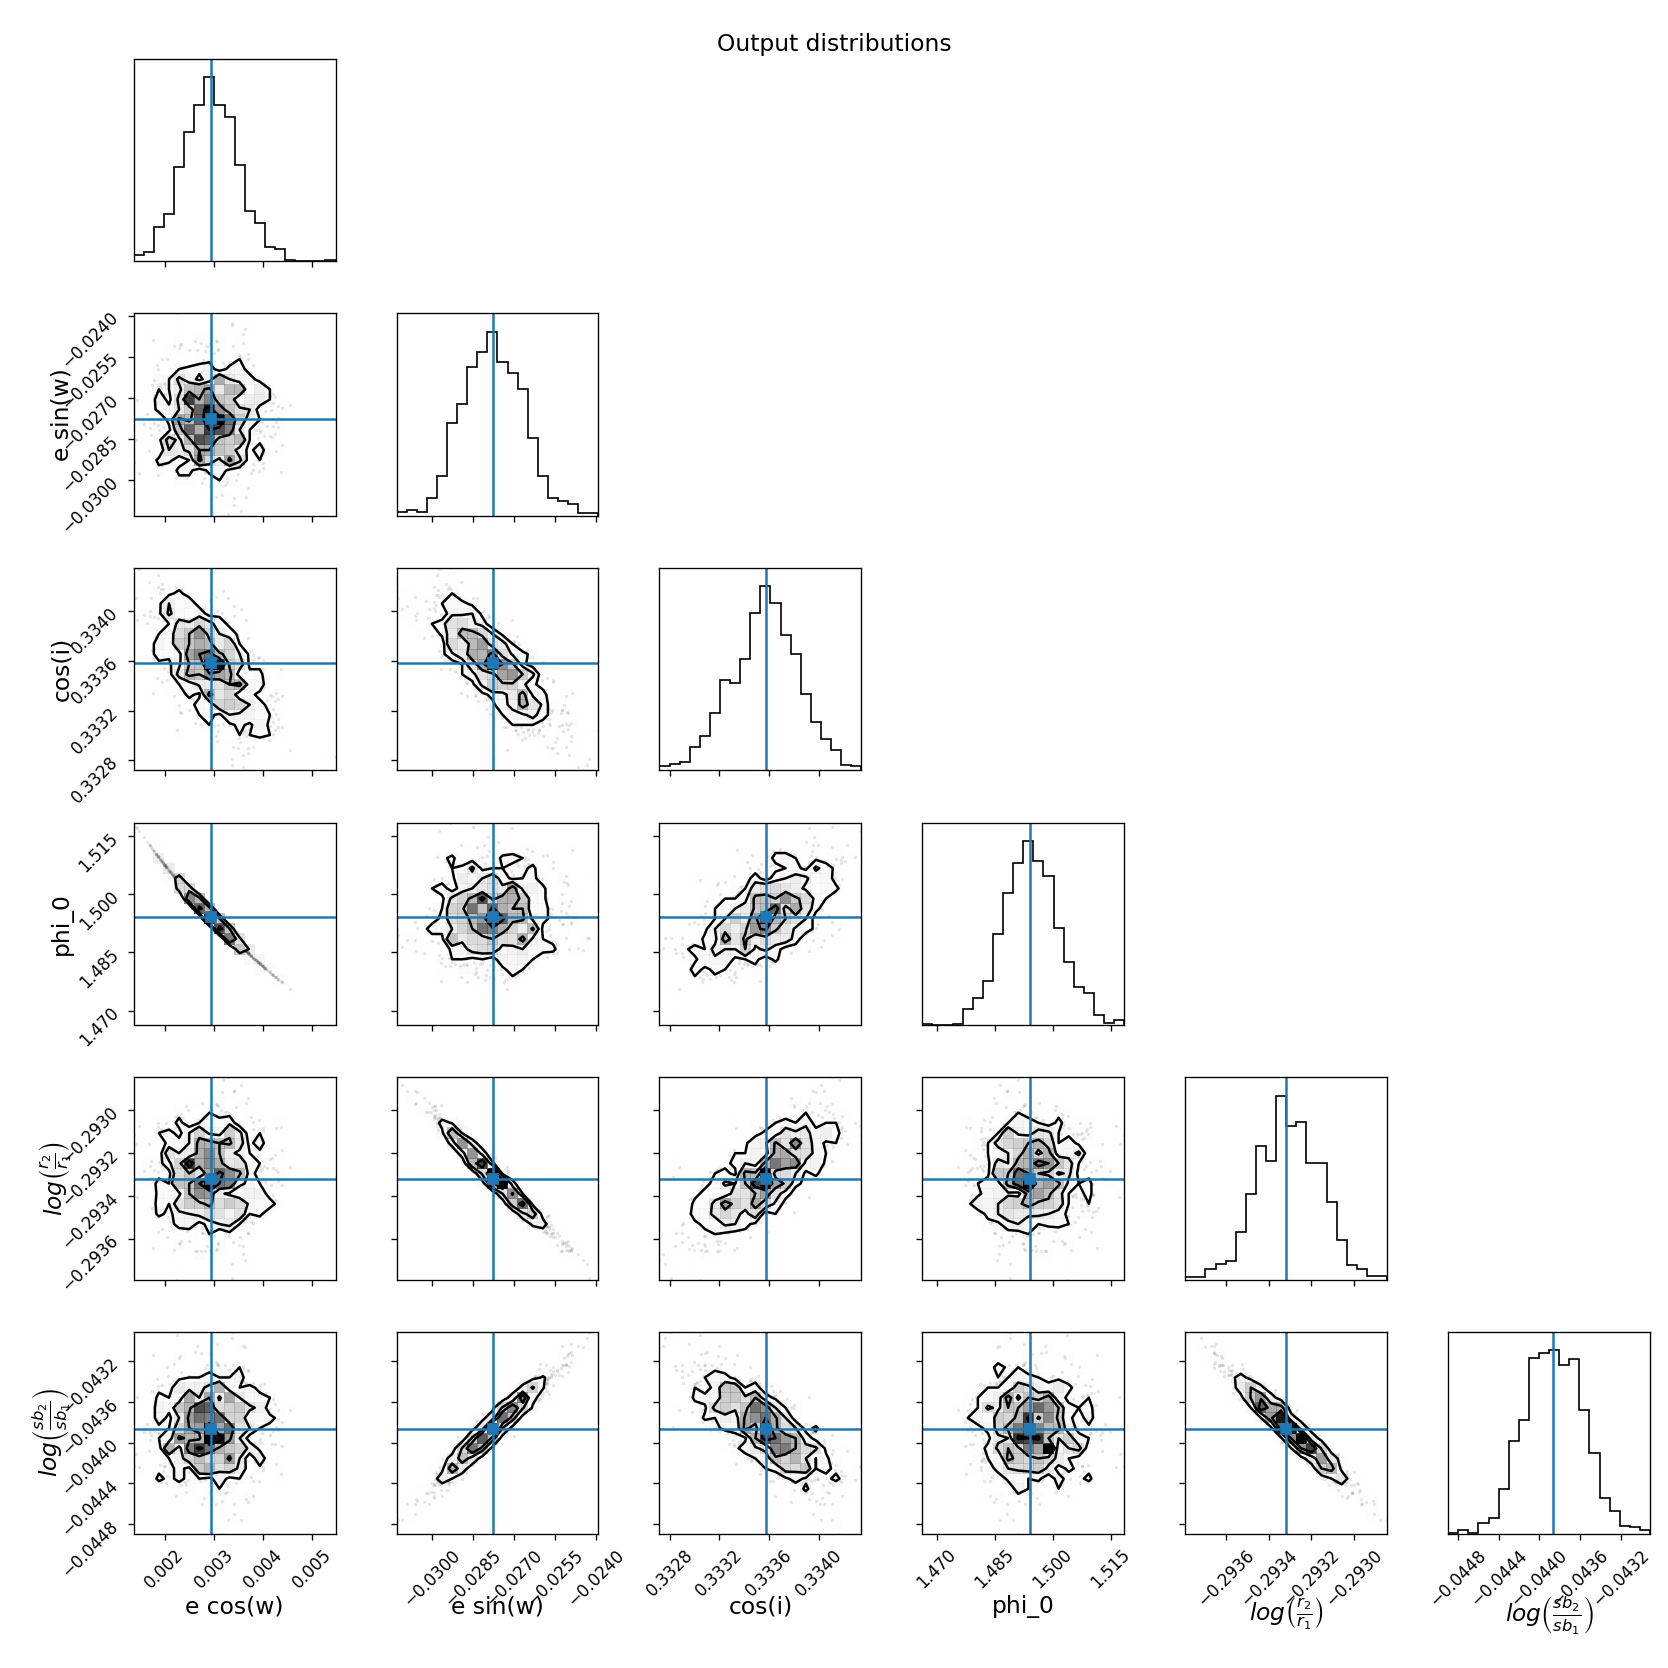 Output distributions
e sin(w)
−0.0240
−0.0255
−0.0270
−0.0285
−0.0300
cos(i)
0.3340
0.3336
0.3332
0.3328
phi_0
1.515
1.500
1.485
1.470
log(r₂/r₁)
−0.2930
−0.2932
−0.2934
−0.2936
log(sb₂/sb₁)
−0.0432
−0.0436
−0.0440
−0.0444
−0.0448
0.002 0.003 0.004 0.005
−0.0300 −0.0285 −0.0270 −0.0255 −0.0240
0.3328 0.3332 0.3336 0.3340
1.470 1.485 1.500 1.515
−0.2936 −0.2934 −0.2932 −0.2930
−0.0448 −0.0444 −0.0440 −0.0436 −0.0432
e cos(w)
e sin(w)
cos(i)
phi_0
log(r₂/r₁)
log(sb₂/sb₁)